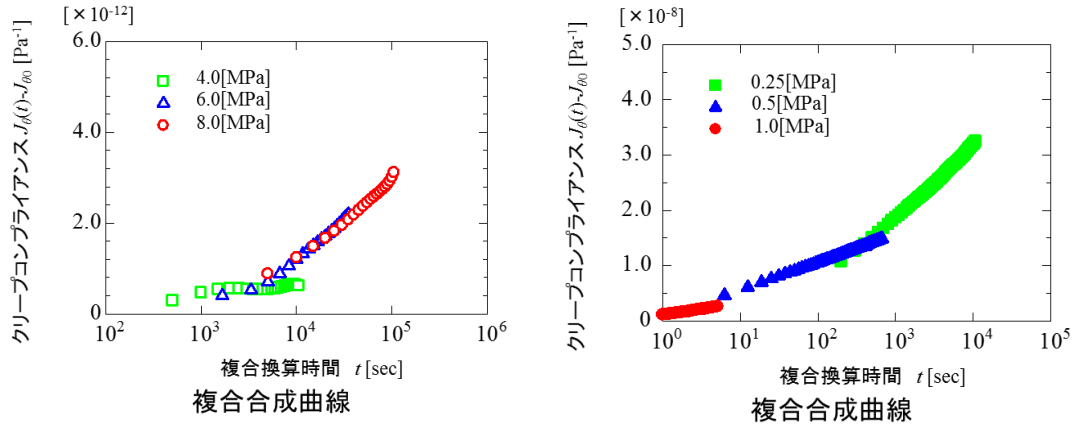 [×10-12]
クリープコンプライアンス Jθ(t)-Jθ0 [Pa-1]
6.0
4.0
2.0
0
4.0[MPa]
6.0[MPa]
8.0[MPa]
102 103 104 105 106
複合換算時間 t [sec]
複合合成曲線
[×10-8]
クリープコンプライアンス Jθ(t)-Jθ0 [Pa-1]
5.0
4.0
3.0
2.0
1.0
0
0.25[MPa]
0.5[MPa]
1.0[MPa]
100 101 102 103 104 105
複合換算時間 t [sec]
複合合成曲線